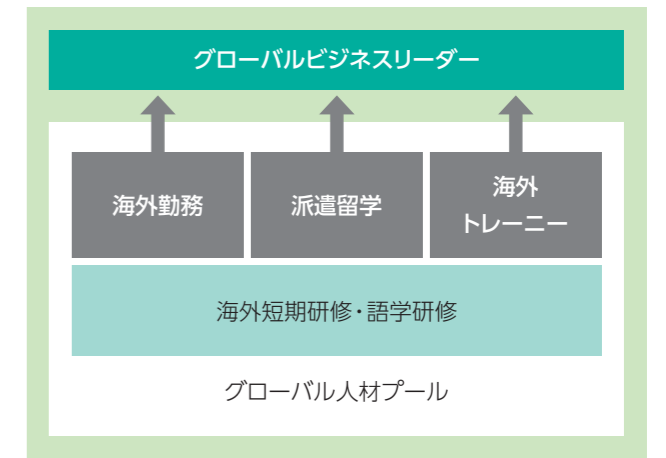 グローバルビジネスリーダー
海外勤務
派遣留学
海外
トレーニー
海外短期研修・語学研修
グローバル人材プール